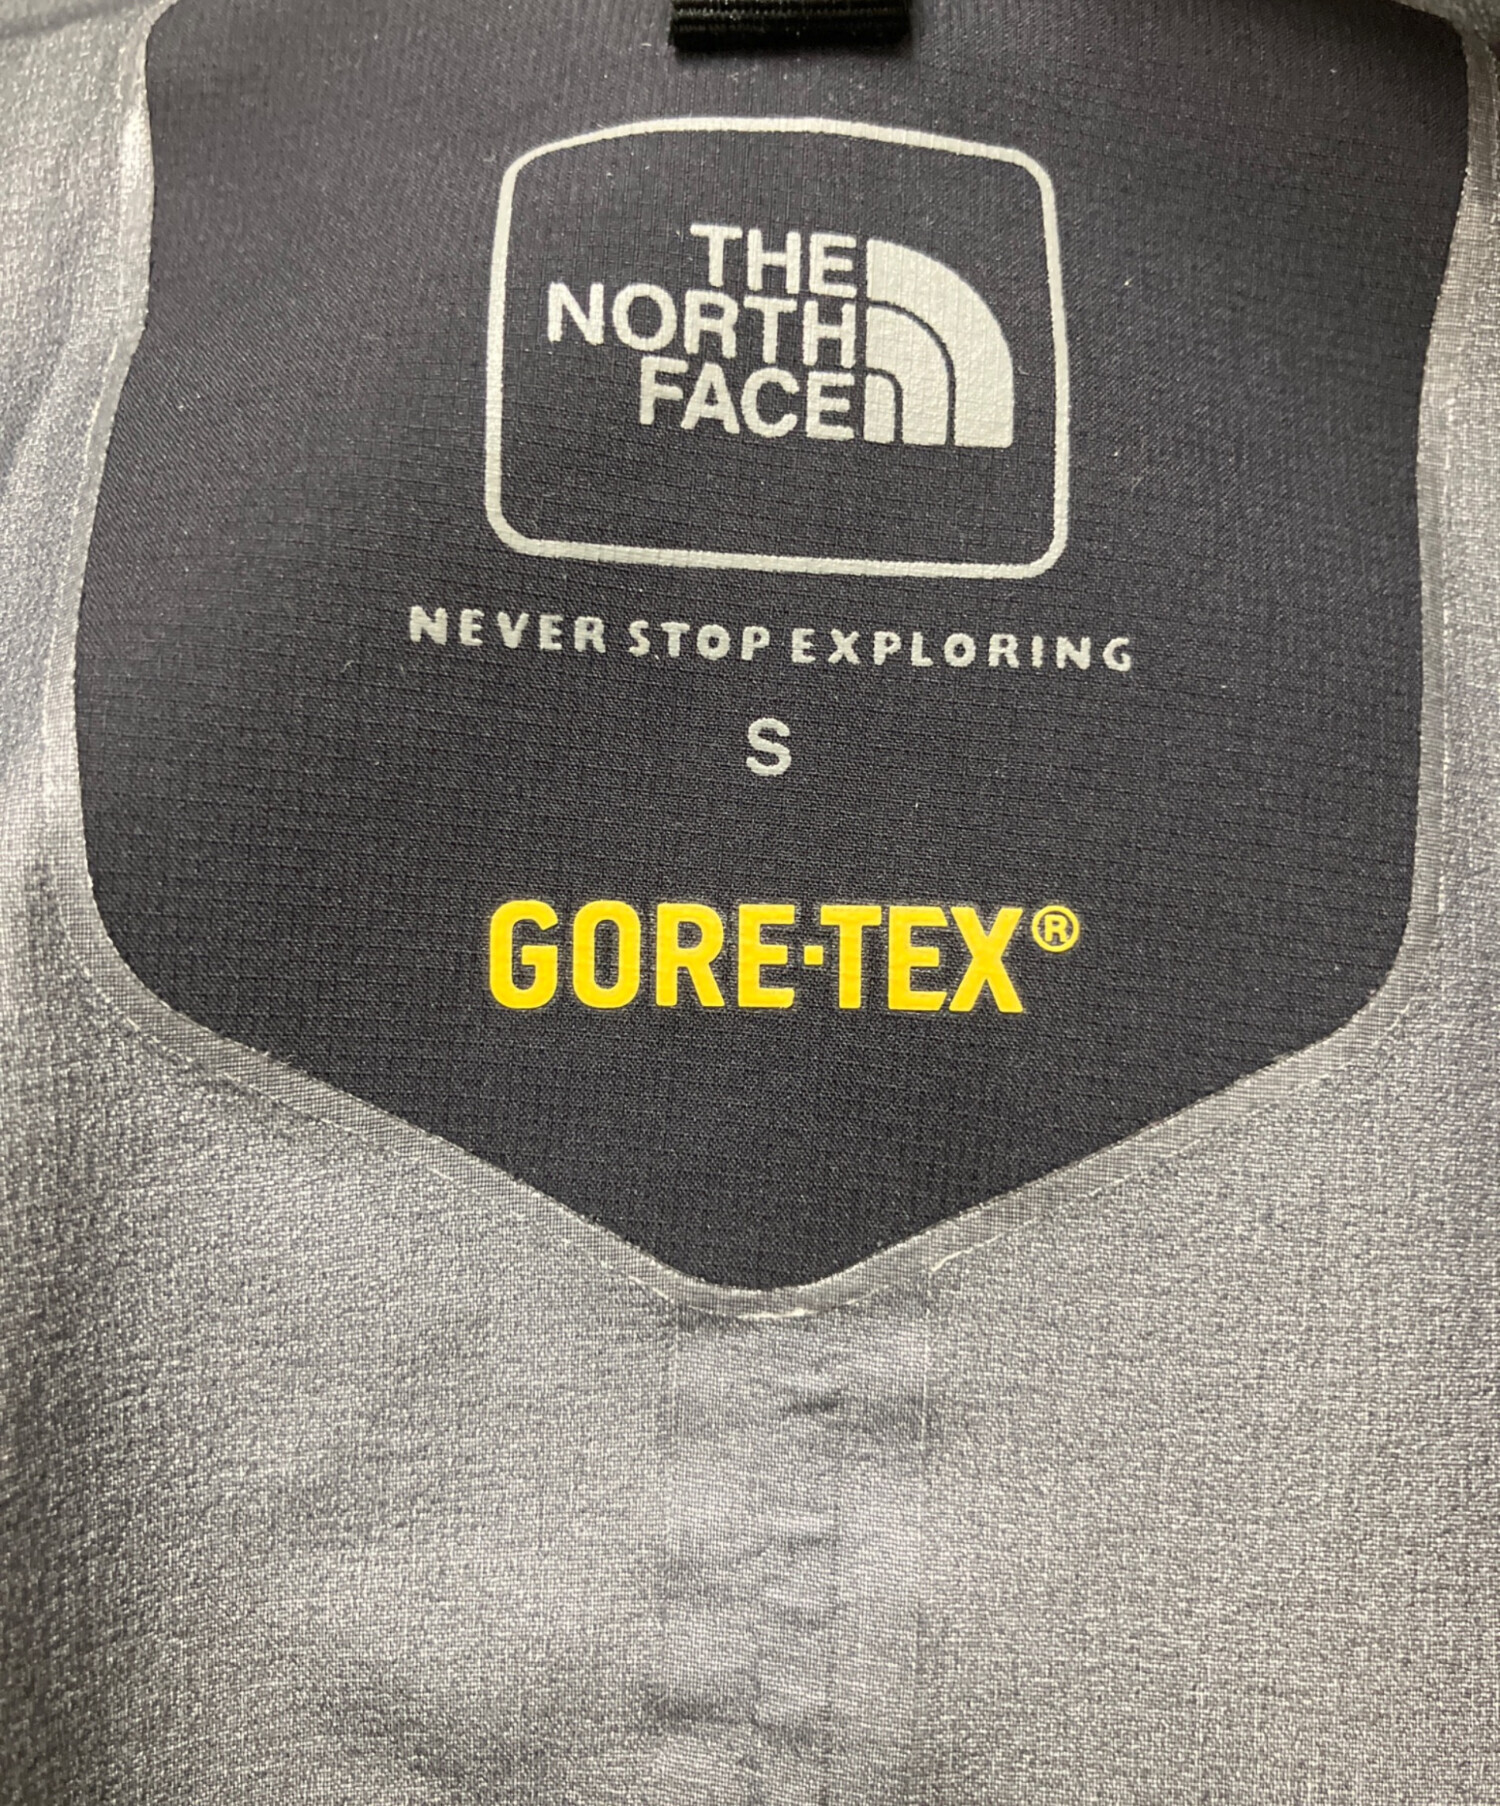 THE
NORTH
FACE
NEVER STOP EXPLORING
S
GORE-TEX®